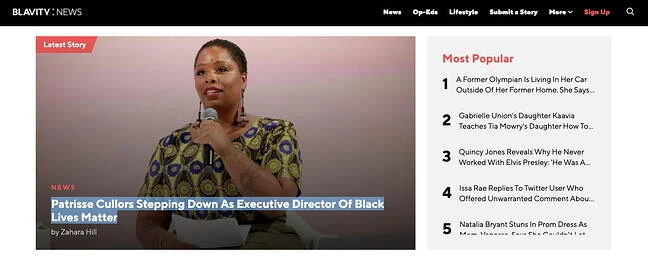 BLAVITY : NEWS
News Op-Eds Lifestyle Submit a Story More Sign Up
Latest Story
NEWS
Patrisse Cullors Stepping Down As Executive Director Of Black
Lives Matter
by Zahara Hill
Most Popular
1 A Former Olympian Is Living In Her Car
Outside Of Her Former Home. She Says...
2 Gabrielle Union's Daughter Kaavia
Teaches Tia Mowry's Daughter How To...
3 Quincy Jones Reveals Why He Never
Worked With Elvis Presley: 'He Was A...
4 Issa Rae Replies To Twitter User Who
Offered Unwarranted Comment Abou...
5 Natalia Bryant Stuns In Prom Dress As